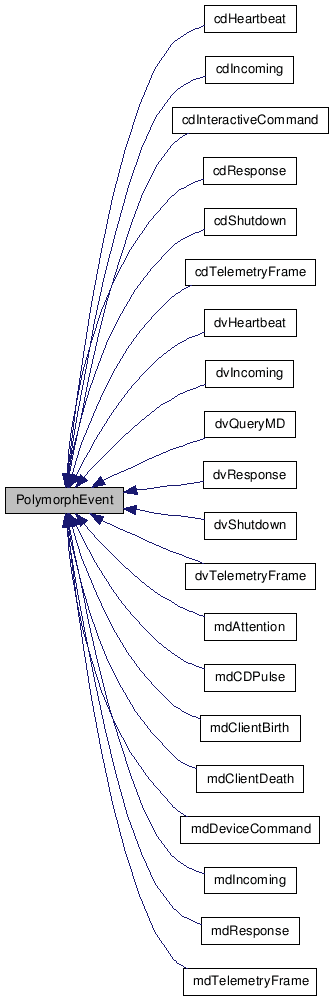 cdHeartbeat
cdIncoming
cdInteractiveCommand
cdResponse
cdShutdown
cdTelemetryFrame
dvHeartbeat
dvIncoming
dvQueryMD
dvResponse
PolymorphEvent
dvShutdown
dvTelemetryFrame
mdAttention
mdCDPulse
mdClientBirth
mdClientDeath
mdDeviceCommand
mdIncoming
mdResponse
mdTelemetryFrame